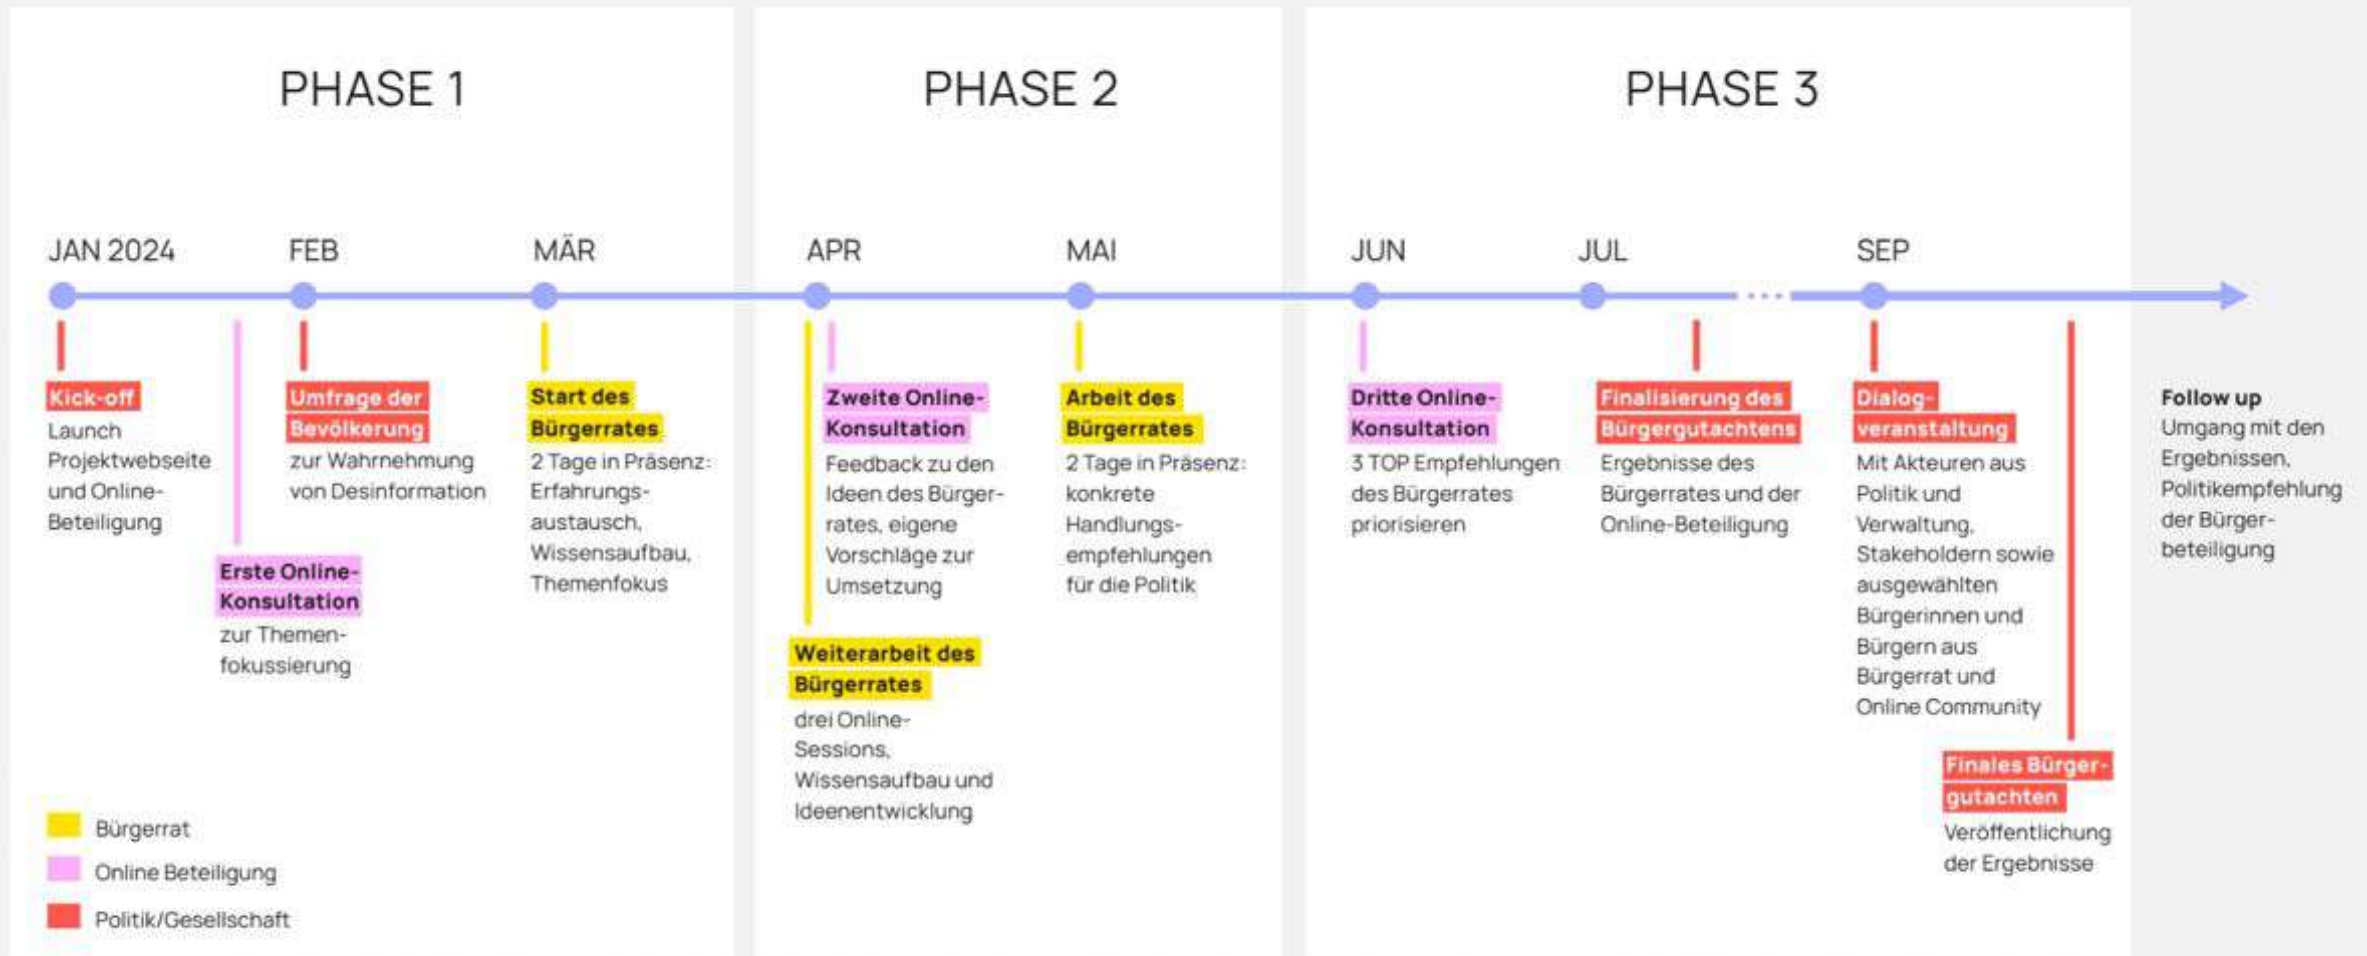 PHASE 1
JAN 2024
FEB
MÄR
Kick-off
Launch
Projektwebseite
und Online-
Beteiligung
Erste Online-
Konsultation
zur Themen-
fokussierung
Umfrage der
Bevölkerung
zur Wahrnehmung
von Desinformation
Start des
Bürgerrates
2 Tage in Präsenz:
Erfahrungs-
austausch,
Wissensaufbau,
Themenfokus
Bürgerrat
Online Beteiligung
Politik/Gesellschaft
PHASE 2
APR
MAI
Zweite Online-
Konsultation
Feedback zu den
Ideen des Bürger-
rates, eigene
Vorschläge zur
Umsetzung
Weiterarbeit des
Bürgerrates
drei Online-
Sessions,
Wissensaufbau und
Ideenentwicklung
Arbeit des
Bürgerrates
2 Tage in Präsenz:
konkrete
Handlungs-
empfehlungen
für die Politik
PHASE 3
JUN
JUL
SEP
Dritte Online-
Konsultation
3 TOP Empfehlungen
des Bürgerrates
priorisieren
Finalisierung des
Bürgergutachtens
Ergebnisse des
Bürgerrates und der
Online-Beteiligung
Dialog-
veranstaltung
Mit Akteuren aus
Politik und
Verwaltung,
Stakeholdern sowie
ausgewählten
Bürgerinnen und
Bürgern aus
Bürgerrat und
Online Community
Finales Bürger-
gutachten
Veröffentlichung
der Ergebnisse
Follow up
Umgang mit den
Ergebnissen,
Politikempfehlung
der Bürger-
beteiligung